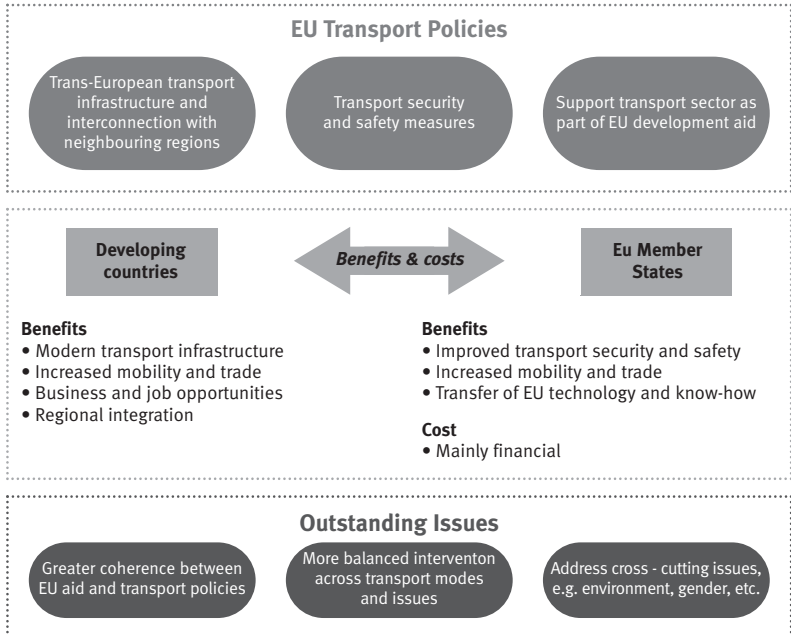 EU Transport Policies
Trans-European transport
infrastructure and
interconnection with
neighbouring regions
Transport security
and safety measures
Support transport sector as
part of EU development aid
Developing
countries
Benefits & costs
Eu Member
States
Benefits
• Modern transport infrastructure
• Increased mobility and trade
• Business and job opportunities
• Regional integration
Benefits
• Improved transport security and safety
• Increased mobility and trade
• Transfer of EU technology and know-how
Cost
• Mainly financial
Outstanding Issues
Greater coherence between
EU aid and transport policies
More balanced interventon
across transport modes
and issues
Address cross - cutting issues,
e.g. environment, gender, etc.